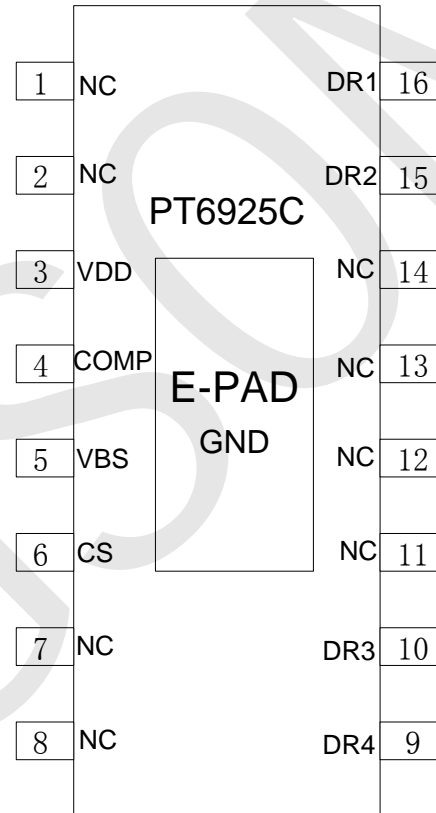 1 NC DR1 16
2 NC DR2 15
PT6925C
3 VDD NC 14
4 COMP NC 13
E-PAD
GND
5 VBS NC 12
6 CS NC 11
7 NC DR3 10
8 NC DR4 9